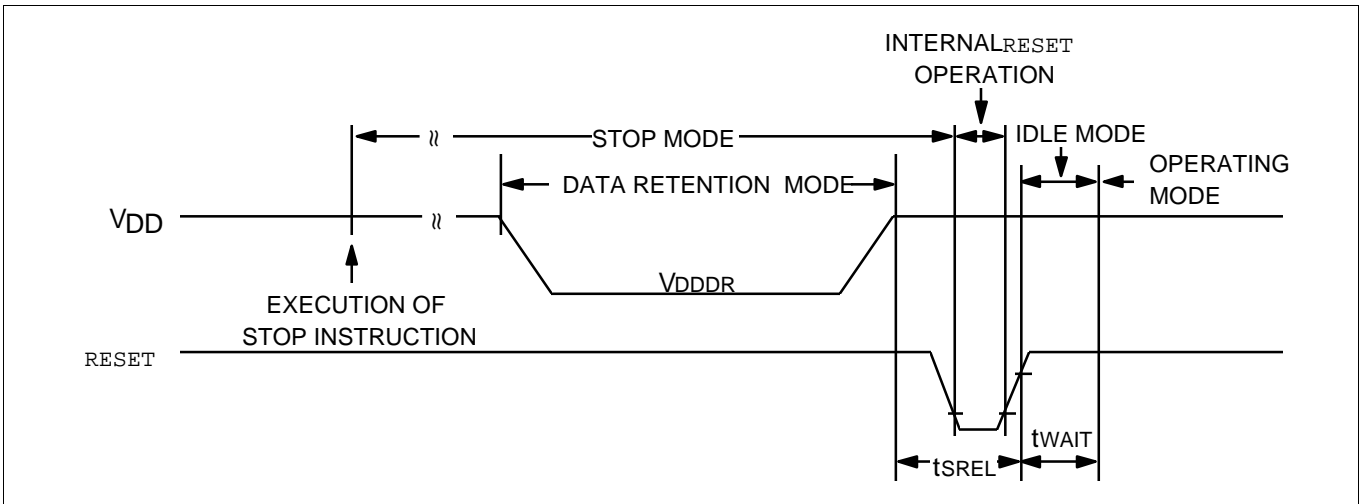 INTERNAL RESET
OPERATION
STOP MODE
IDLE MODE
DATA RETENTION MODE
OPERATING
MODE
VDD
VDDDR
EXECUTION OF
STOP INSTRUCTION
RESET
tWAIT
tSREL